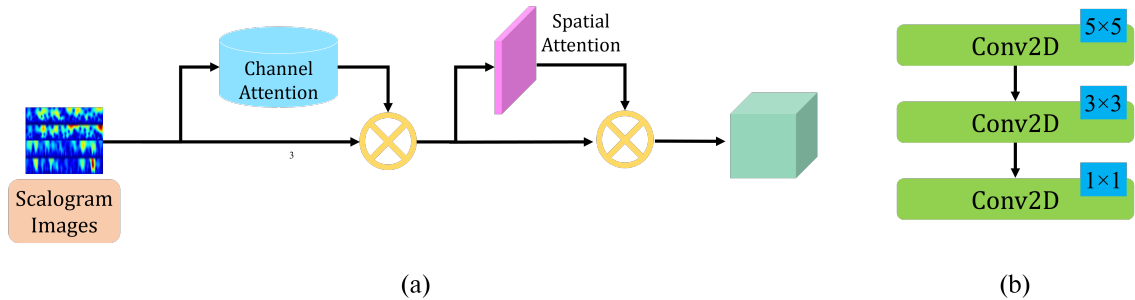 Spatial
Attention
Channel
Attention
3
Scalogram
Images
(a)
5×5
Conv2D
3×3
Conv2D
1×1
Conv2D
(b)